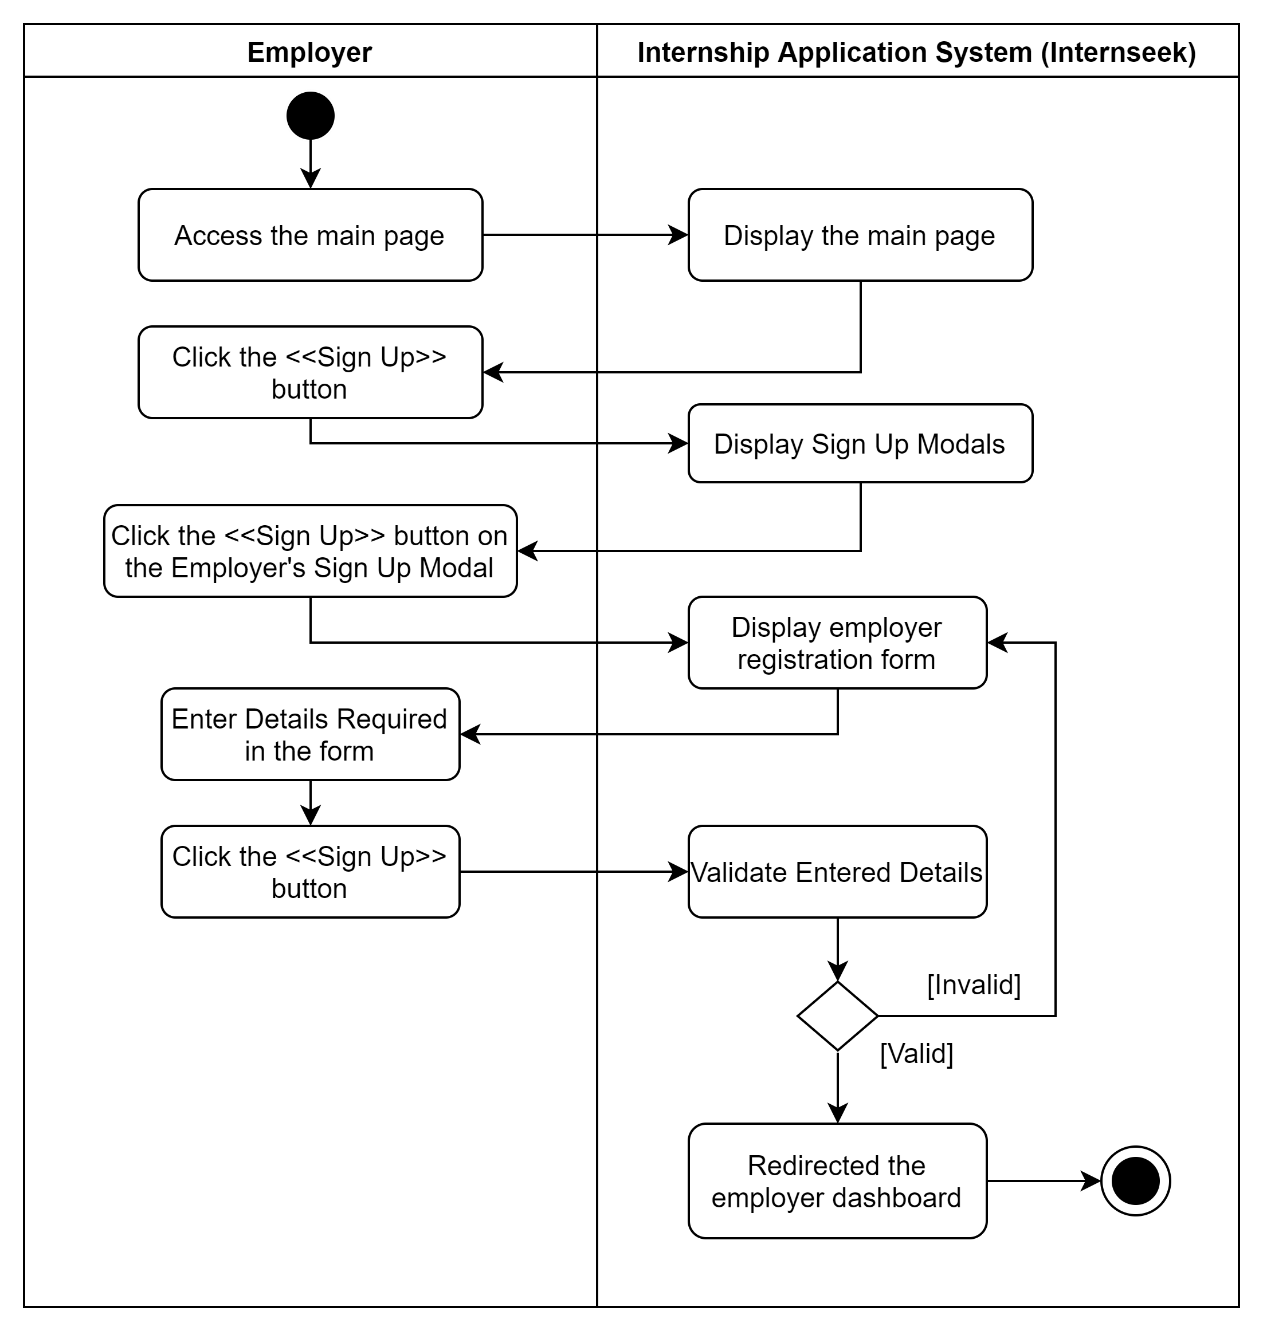 Employer
Internship Application System (Internseek)
Access the main page
Display the main page
Click the <<Sign Up>>
button
Display Sign Up Modals
Click the <<Sign Up>> button on
the Employer's Sign Up Modal
Display employer
registration form
Enter Details Required
in the form
Click the <<Sign Up>>
button
Validate Entered Details
[Invalid]
[Valid]
Redirected the
employer dashboard